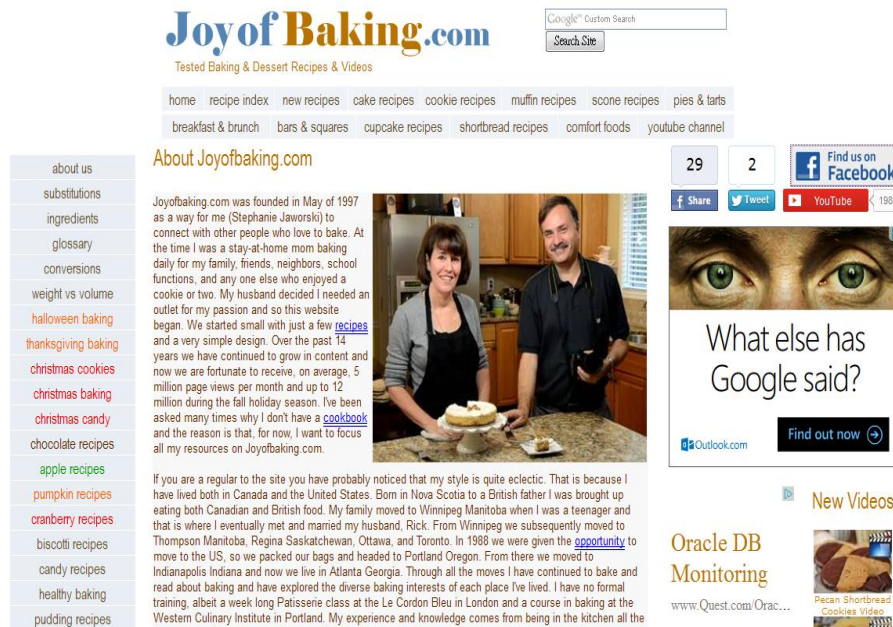 Joy of Baking.com
Tested Baking & Dessert Recipes & Videos
Google™ Custom Search
Search Site
home recipe index new recipes cake recipes cookie recipes muffin recipes scone recipes pies & tarts
breakfast & brunch bars & squares cupcake recipes shortbread recipes comfort foods youtube channel
about us
substitutions
ingredients
glossary
conversions
weight vs volume
halloween baking
thanksgiving baking
christmas cookies
christmas baking
christmas candy
chocolate recipes
apple recipes
pumpkin recipes
cranberry recipes
biscotti recipes
candy recipes
healthy baking
pudding recipes
About Joyofbaking.com
Joyofbaking.com was founded in May of 1997
as a way for me (Stephanie Jaworski) to
connect with other people who love to bake. At
the time I was a stay-at-home mom baking
daily for my family, friends, neighbors, school
functions, and any one else who enjoyed a
cookie or two. My husband decided I needed an
outlet for my passion and so this website
began. We started small with just a few recipes
and a very simple design. Over the past 14
years we have continued to grow in content and
now we are fortunate to receive, on average, 5
million page views per month and up to 12
million during the fall holiday season. I've been
asked many times why I don't have a cookbook
and the reason is that, for now, I want to focus
all my resources on Joyofbaking.com.
If you are a regular to the site you have probably noticed that my style is quite eclectic. That is because I
have lived both in Canada and the United States. Born in Nova Scotia to a British father I was brought up
eating both Canadian and British food. My family moved to Winnipeg Manitoba when I was a teenager and
that is where I eventually met and married my husband, Rick. From Winnipeg we subsequently moved to
Thompson Manitoba, Regina Saskatchewan, Ottawa, and Toronto. In 1988 we were given the opportunity to
move to the US, so we packed our bags and headed to Portland Oregon. From there we moved to
Indianapolis Indiana and now we live in Atlanta Georgia. Through all the moves I have continued to bake and
read about baking and have explored the diverse baking interests of each place I've lived. I have no formal
training, albeit a week long Patisserie class at the Le Cordon Bleu in London and a course in baking at the
Western Culinary Institute in Portland. My experience and knowledge comes from being in the kitchen all the
29 2
Find us on
Facebook
Share Tweet YouTube 198
What else has
Google said?
Outlook.com
Find out now
New Videos
Oracle DB
Monitoring
www.Quest.com/Orac...
Pecan Shortbread
Cookies Video